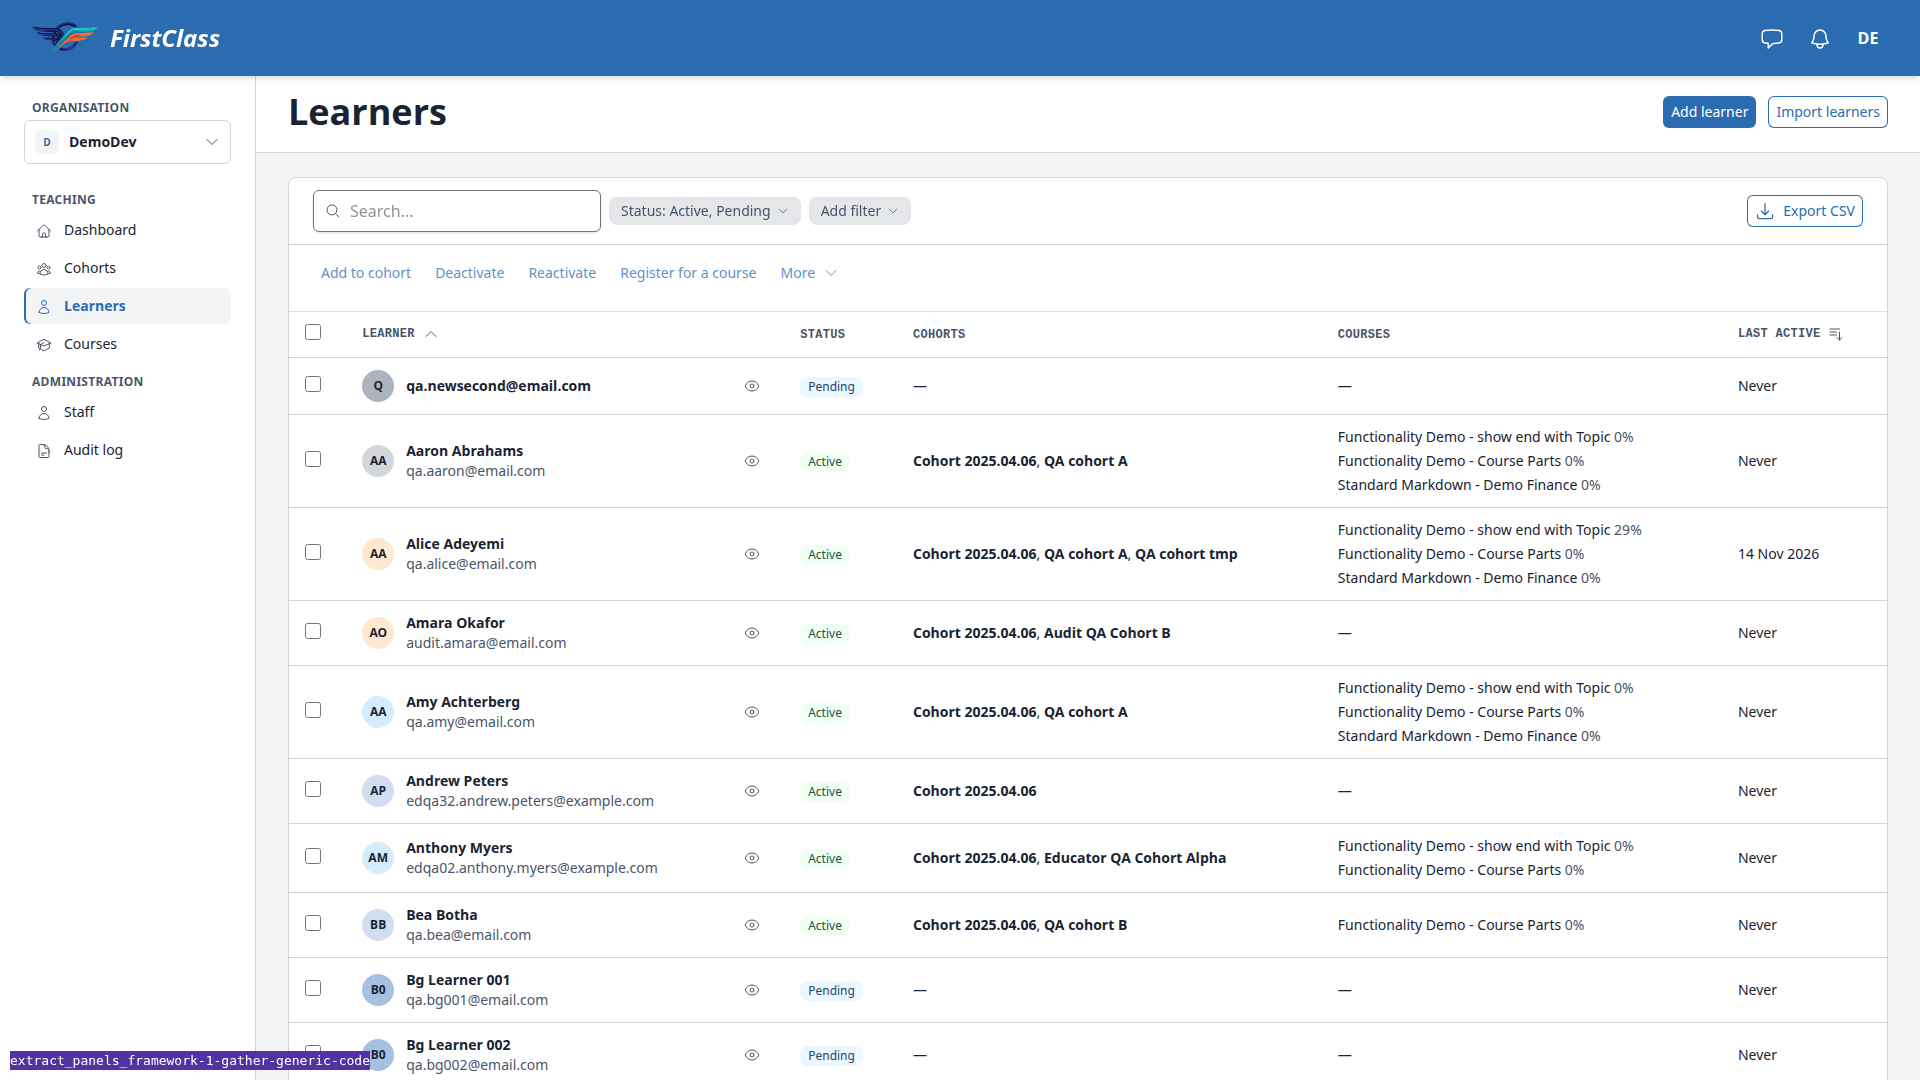 FirstClass
DE
ORGANISATION
D DemoDev
TEACHING
Dashboard
Cohorts
Learners
Courses
ADMINISTRATION
Staff
Audit log
Learners
Add learner Import learners
Search...
Status: Active, Pending
Add filter
Export CSV
Add to cohort Deactivate Reactivate Register for a course More
LEARNER STATUS COHORTS COURSES LAST ACTIVE
Q qa.newsecond@email.com Pending — — Never
AA Aaron Abrahams
qa.aaron@email.com
Active Cohort 2025.04.06, QA cohort A
Functionality Demo - show end with Topic 0%
Functionality Demo - Course Parts 0%
Standard Markdown - Demo Finance 0%
Never
AA Alice Adeyemi
qa.alice@email.com
Active Cohort 2025.04.06, QA cohort A, QA cohort tmp
Functionality Demo - show end with Topic 29%
Functionality Demo - Course Parts 0%
Standard Markdown - Demo Finance 0%
14 Nov 2026
AO Amara Okafor
audit.amara@email.com
Active Cohort 2025.04.06, Audit QA Cohort B — Never
AA Amy Achterberg
qa.amy@email.com
Active Cohort 2025.04.06, QA cohort A
Functionality Demo - show end with Topic 0%
Functionality Demo - Course Parts 0%
Standard Markdown - Demo Finance 0%
Never
AP Andrew Peters
edqa32.andrew.peters@example.com
Active Cohort 2025.04.06 — Never
AM Anthony Myers
edqa02.anthony.myers@example.com
Active Cohort 2025.04.06, Educator QA Cohort Alpha
Functionality Demo - show end with Topic 0%
Functionality Demo - Course Parts 0%
Never
BB Bea Botha
qa.bea@email.com
Active Cohort 2025.04.06, QA cohort B
Functionality Demo - Course Parts 0%
Never
B0 Bg Learner 001
qa.bg001@email.com
Pending — — Never
B0 Bg Learner 002
qa.bg002@email.com
Pending — — Never
extract_panels_framework-1-gather-generic-code